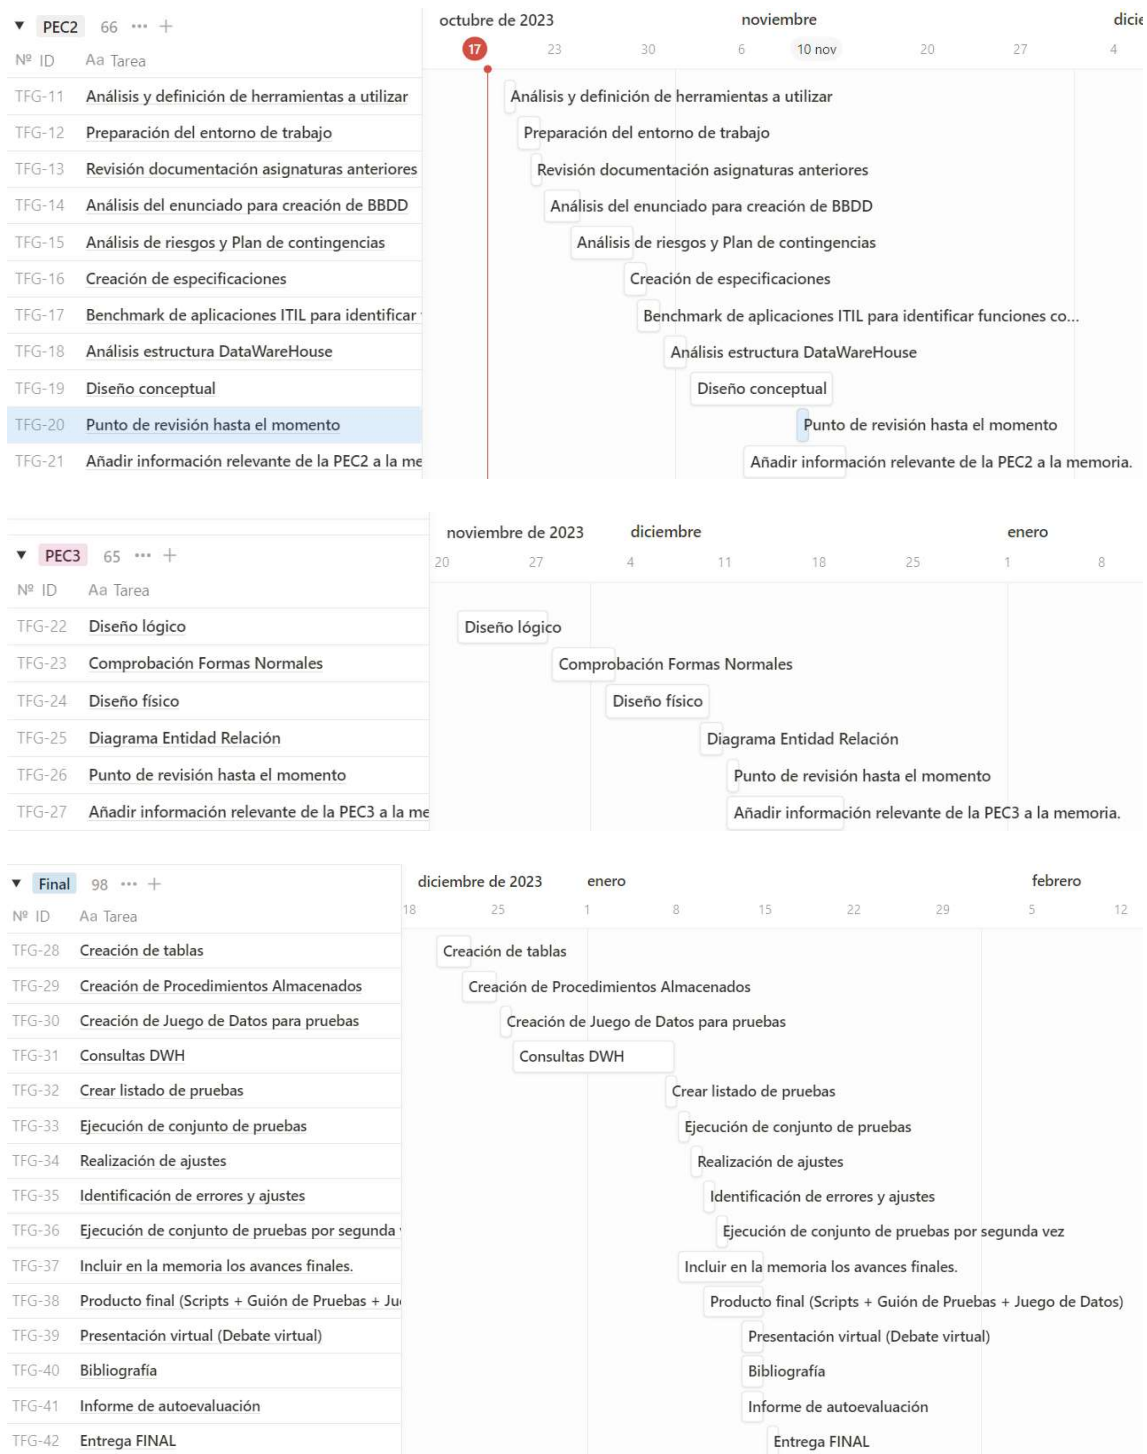 ▼ PEC2 66 ••• +
octubre de 2023 noviembre dicie
17 23 30 6 10 nov 20 27 4
Nº ID Aa Tarea
TFG-11 Análisis y definición de herramientas a utilizar Análisis y definición de herramientas a utilizar
TFG-12 Preparación del entorno de trabajo Preparación del entorno de trabajo
TFG-13 Revisión documentación asignaturas anteriores Revisión documentación asignaturas anteriores
TFG-14 Análisis del enunciado para creación de BBDD Análisis del enunciado para creación de BBDD
TFG-15 Análisis de riesgos y Plan de contingencias Análisis de riesgos y Plan de contingencias
TFG-16 Creación de especificaciones Creación de especificaciones
TFG-17 Benchmark de aplicaciones ITIL para identificar Benchmark de aplicaciones ITIL para identificar funciones co...
TFG-18 Análisis estructura DataWareHouse Análisis estructura DataWareHouse
TFG-19 Diseño conceptual Diseño conceptual
TFG-20 Punto de revisión hasta el momento Punto de revisión hasta el momento
TFG-21 Añadir información relevante de la PEC2 a la me Añadir información relevante de la PEC2 a la memoria.
noviembre de 2023 diciembre enero
▼ PEC3 65 ••• +
20 27 4 11 18 25 1 8
Nº ID Aa Tarea
TFG-22 Diseño lógico Diseño lógico
TFG-23 Comprobación Formas Normales Comprobación Formas Normales
TFG-24 Diseño físico Diseño físico
TFG-25 Diagrama Entidad Relación Diagrama Entidad Relación
TFG-26 Punto de revisión hasta el momento Punto de revisión hasta el momento
TFG-27 Añadir información relevante de la PEC3 a la me Añadir información relevante de la PEC3 a la memoria.
▼ Final 98 ••• +
diciembre de 2023 enero febrero
18 25 1 8 15 22 29 5 12
Nº ID Aa Tarea
TFG-28 Creación de tablas Creación de tablas
TFG-29 Creación de Procedimientos Almacenados Creación de Procedimientos Almacenados
TFG-30 Creación de Juego de Datos para pruebas Creación de Juego de Datos para pruebas
TFG-31 Consultas DWH Consultas DWH
TFG-32 Crear listado de pruebas Crear listado de pruebas
TFG-33 Ejecución de conjunto de pruebas Ejecución de conjunto de pruebas
TFG-34 Realización de ajustes Realización de ajustes
TFG-35 Identificación de errores y ajustes Identificación de errores y ajustes
TFG-36 Ejecución de conjunto de pruebas por segunda Ejecución de conjunto de pruebas por segunda vez
TFG-37 Incluir en la memoria los avances finales. Incluir en la memoria los avances finales.
TFG-38 Producto final (Scripts + Guión de Pruebas + Jue Producto final (Scripts + Guión de Pruebas + Juego de Datos)
TFG-39 Presentación virtual (Debate virtual) Presentación virtual (Debate virtual)
TFG-40 Bibliografía Bibliografía
TFG-41 Informe de autoevaluación Informe de autoevaluación
TFG-42 Entrega FINAL Entrega FINAL